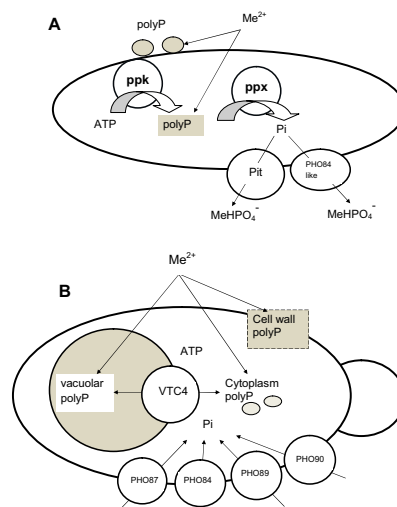 A
polyP
Me2+
ppk
ppx
ATP
polyP
Pi
Pit
PHO84
like
MeHPO4-
MeHPO4-
Me2+
B
Cell wall
polyP
ATP
vacuolar
polyP
VTC4
Cytoplasm
polyP
Pi
PHO87
PHO84
PHO89
PHO90